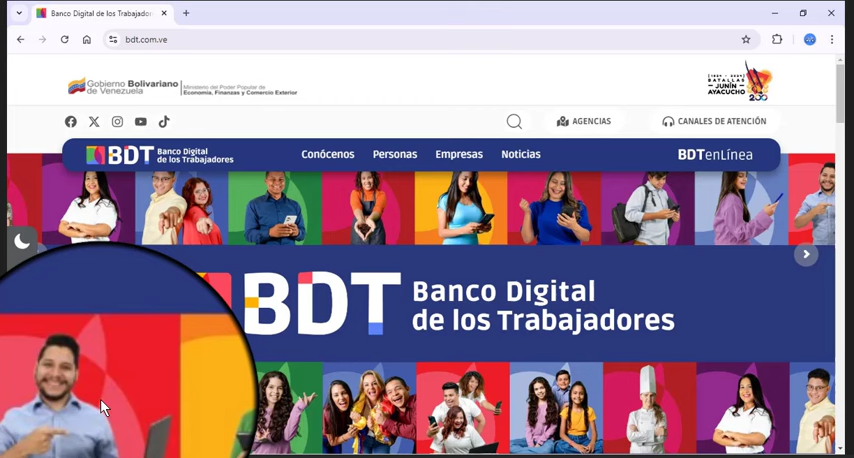 Banco Digital de los Trabajador
bdt.com.ve
Gobierno Bolivariano
de Venezuela
Ministerio del Poder Popular de
Economía, Finanzas y Comercio Exterior
BATALLAS
JUNÍN
AYACUCHO
200
AGENCIAS
CANALES DE ATENCIÓN
BDT Banco Digital
de los Trabajadores
Conócenos
Personas
Empresas
Noticias
BDTenLínea
BDT Banco Digital
de los Trabajadores